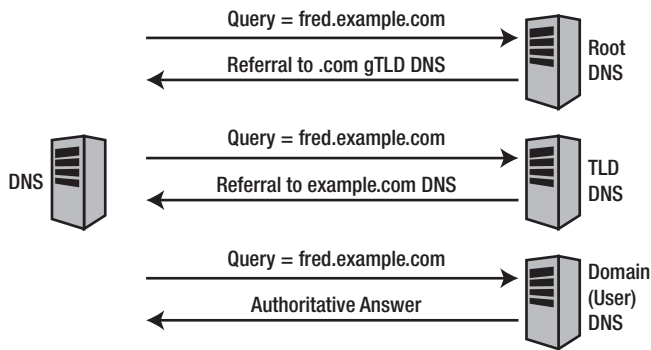 Query = fred.example.com
Referral to .com gTLD DNS
Root
DNS
DNS
Query = fred.example.com
Referral to example.com DNS
TLD
DNS
Query = fred.example.com
Authoritative Answer
Domain
(User)
DNS